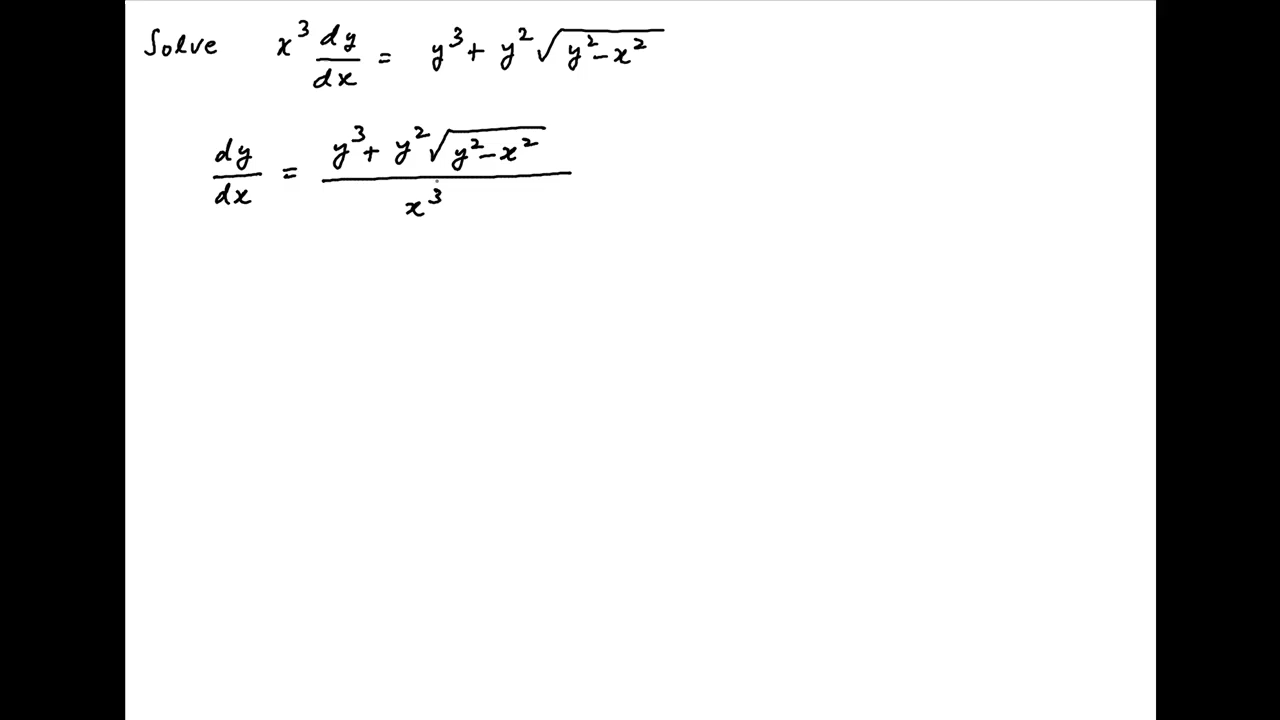 Solve x³ dy/dx = y³ + y²√(y²-x²)
dy/dx = (y³ + y²√(y²-x²))/x³